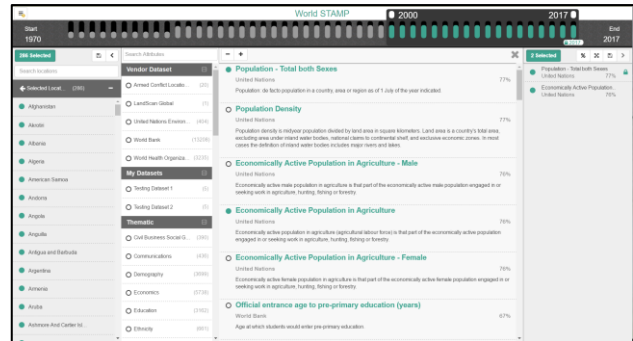 World STAMP
Start
1970
2000
2017
End
2017
286 Selected
Search locations
Selected Locat... (286)
Afghanistan
Akrotiri
Albania
Algeria
American Samoa
Andorra
Angola
Anguilla
Antigua and Barbuda
Argentina
Armenia
Aruba
Ashmore And Cartier Isl...
Search Attributes
Vendor Dataset
Armed Conflict Locatio...
LandScan Global
United Nations Environ...
World Bank
World Health Organiza...
My Datasets
Testing Dataset 1
Testing Dataset 2
Thematic
Civil Business Social G...
Communications
Demography
Economics
Education
Ethnicity
Population - Total both Sexes
United Nations
77%
Population: de facto population in a country, area or region as of 1 July of the year indicated
Population Density
United Nations
77%
Population density is midyear population divided by land area in square kilometers. Land area is a country's total area,
excluding area under inland water bodies, national claims to continental shelf, and exclusive economic zones. In most
cases the definition of inland water bodies includes major rivers and lakes.
Economically Active Population in Agriculture - Male
United Nations
76%
Economically active male population in agriculture is that part of the economically active male population engaged in or
seeking work in agriculture, hunting, fishing or forestry.
Economically Active Population in Agriculture
United Nations
76%
Economically active population in agriculture (agricultural labour force) is that part of the economically active population
engaged in or seeking work in agriculture, hunting, fishing or forestry
Economically Active Population in Agriculture - Female
United Nations
76%
Economically active female population in agriculture is that part of the economically active female population engaged in or
seeking work in agriculture, hunting, fishing or forestry.
Official entrance age to pre-primary education (years)
World Bank
67%
Age at which students would enter pre-primary education
2 Selected
Population - Total both Sexes
United Nations 77%
Economically Active Population...
United Nations 76%